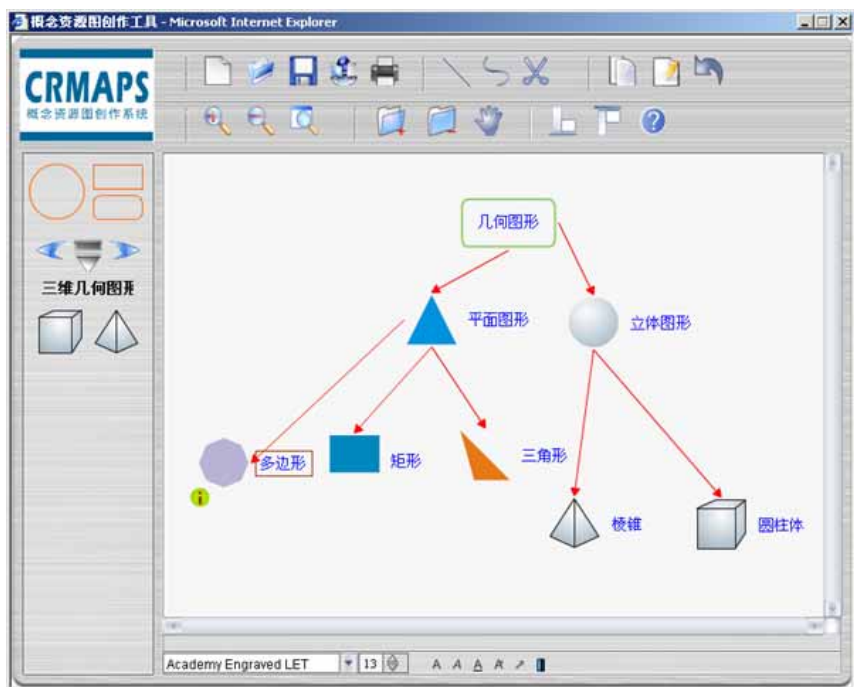 概念资源图创作工具 - Microsoft Internet Explorer
CRMAPS
概念资源图创作系统
三维几何图形
几何图形
平面图形
立体图形
多边形
矩形
三角形
棱锥
圆柱体
Academy Engraved LET
13